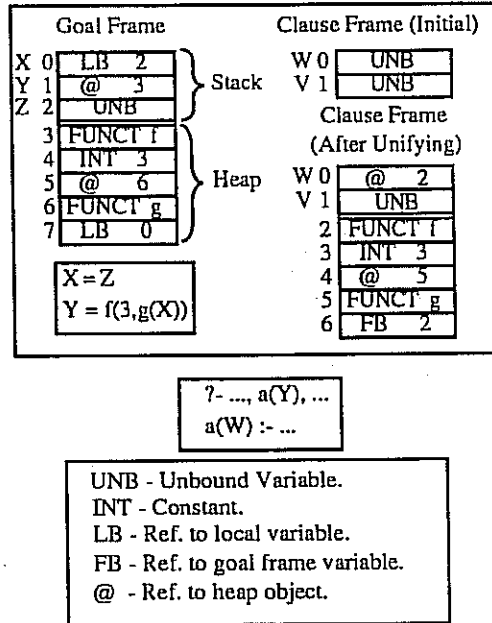 Goal Frame
X 0 LB 2
Y 1 @ 3
Z 2 UNB
Stack
3 FUNCT f
4 INT 3
5 @ 6
6 FUNCT g
7 LB 0
Heap
X = Z
Y = f(3,g(X))
Clause Frame (Initial)
W 0 UNB
V 1 UNB
Clause Frame
(After Unifying)
W 0 @ 2
V 1 UNB
2 FUNCT f
3 INT 3
4 @ 5
5 FUNCT g
6 FB 2
?- ..., a(Y), ...
a(W) :- ...
UNB - Unbound Variable.
INT - Constant.
LB - Ref. to local variable.
FB - Ref. to goal frame variable.
@ - Ref. to heap object.